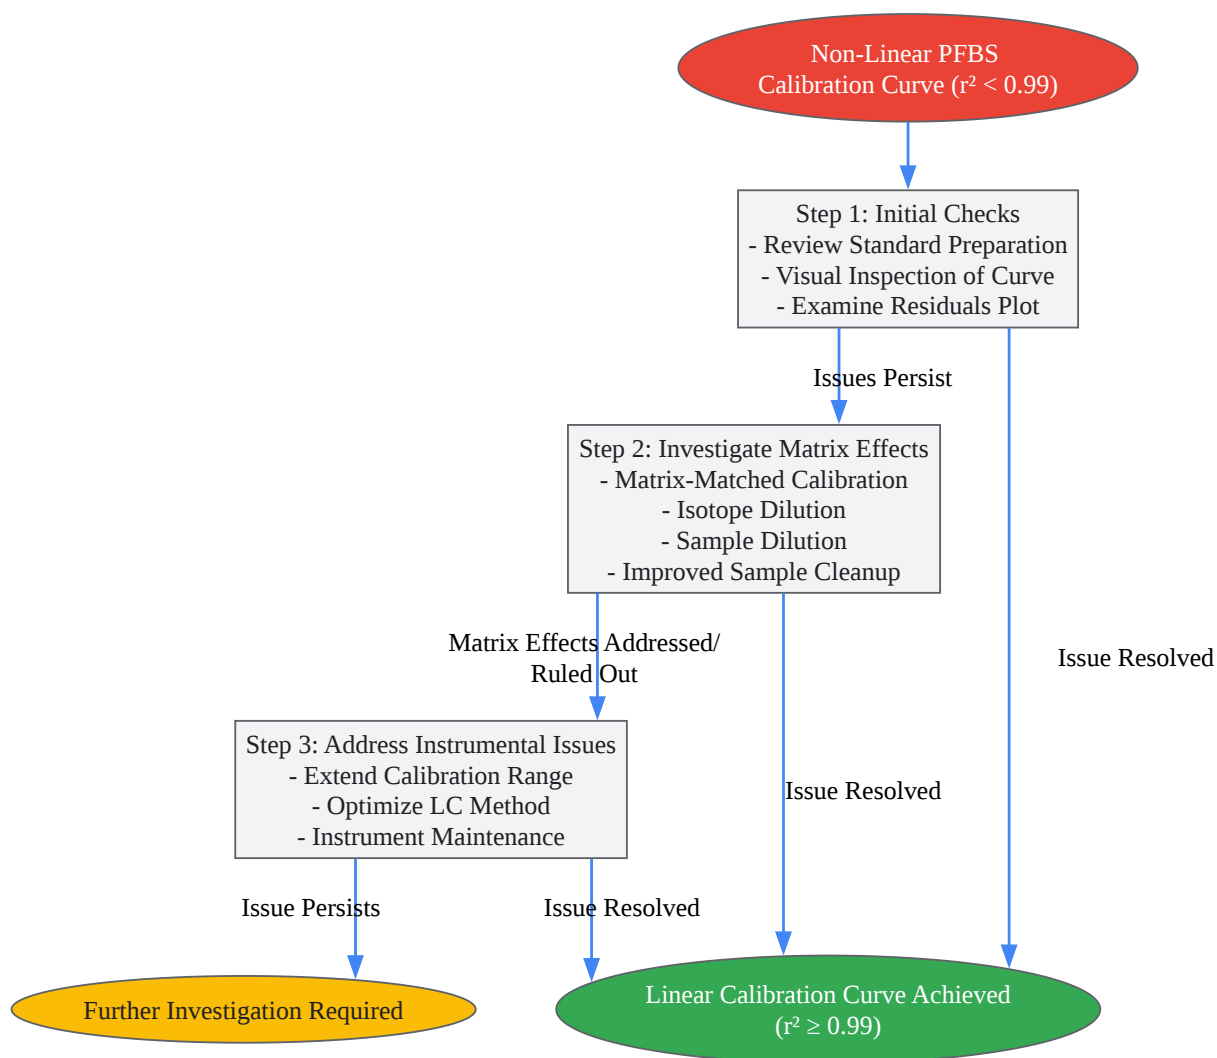 Non-Linear PFBS
Calibration Curve (r² < 0.99)
Step 1: Initial Checks
- Review Standard Preparation
- Visual Inspection of Curve
- Examine Residuals Plot
Issues Persist
Step 2: Investigate Matrix Effects
- Matrix-Matched Calibration
- Isotope Dilution
- Sample Dilution
- Improved Sample Cleanup
Matrix Effects Addressed/
Ruled Out
Issue Resolved
Step 3: Address Instrumental Issues
- Extend Calibration Range
- Optimize LC Method
- Instrument Maintenance
Issue Resolved
Issue Persists
Issue Resolved
Further Investigation Required
Linear Calibration Curve Achieved
(r² ≥ 0.99)